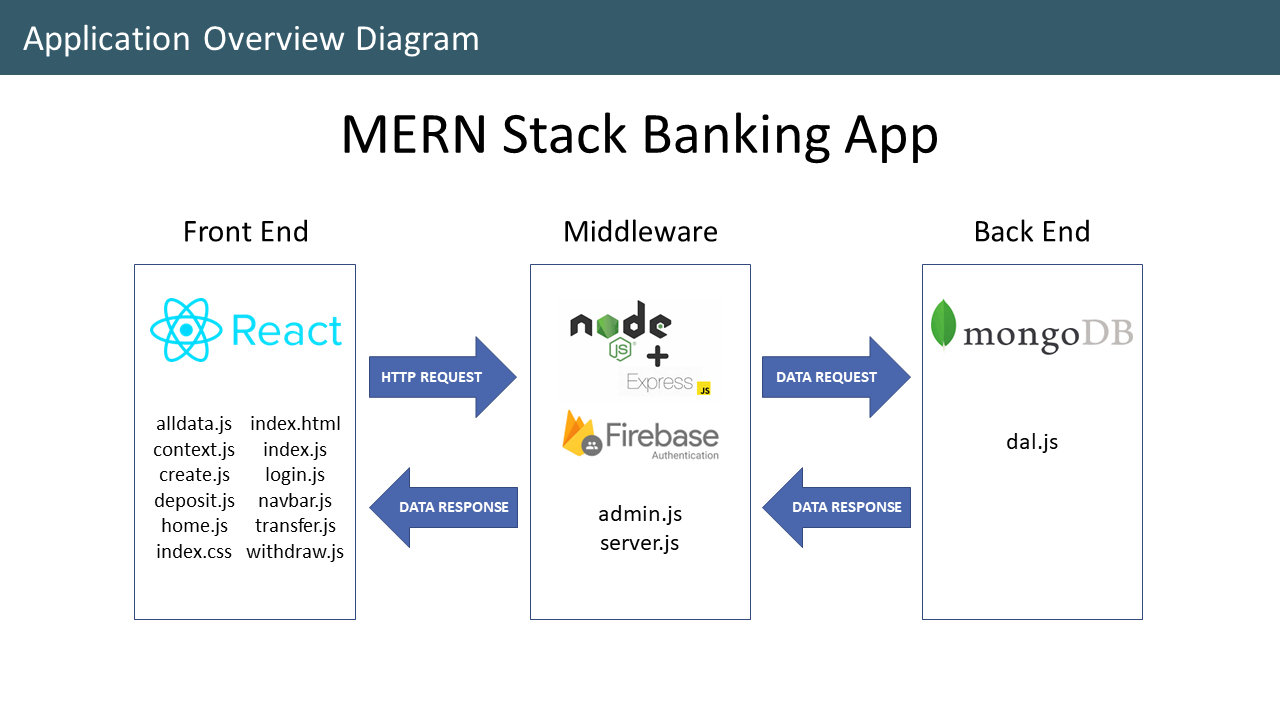 Application Overview Diagram
MERN Stack Banking App
Front End
Middleware
Back End
React
alldata.js index.html
context.js index.js
create.js login.js
deposit.js navbar.js
home.js transfer.js
index.css withdraw.js
HTTP REQUEST
DATA RESPONSE
node
JS
+
Express
JS
Firebase
Authentication
admin.js
server.js
DATA REQUEST
DATA RESPONSE
mongoDB
dal.js